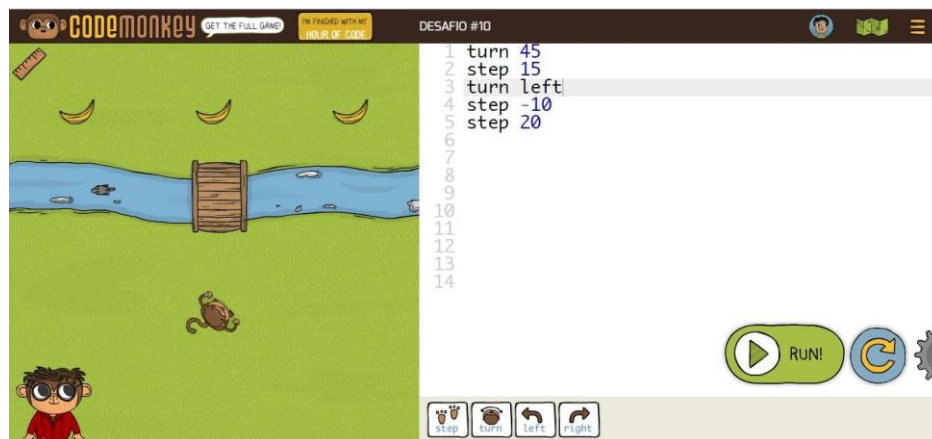 CODEMONKEY
GET THE FULL GAME!
I'M FINISHED WITH MY
HOUR OF CODE
DESAFIO #10
1 turn 45
2 step 15
3 turn left
4 step -10
5 step 20
6
7
8
9
10
11
12
13
14
RUN!
step
turn
left
right